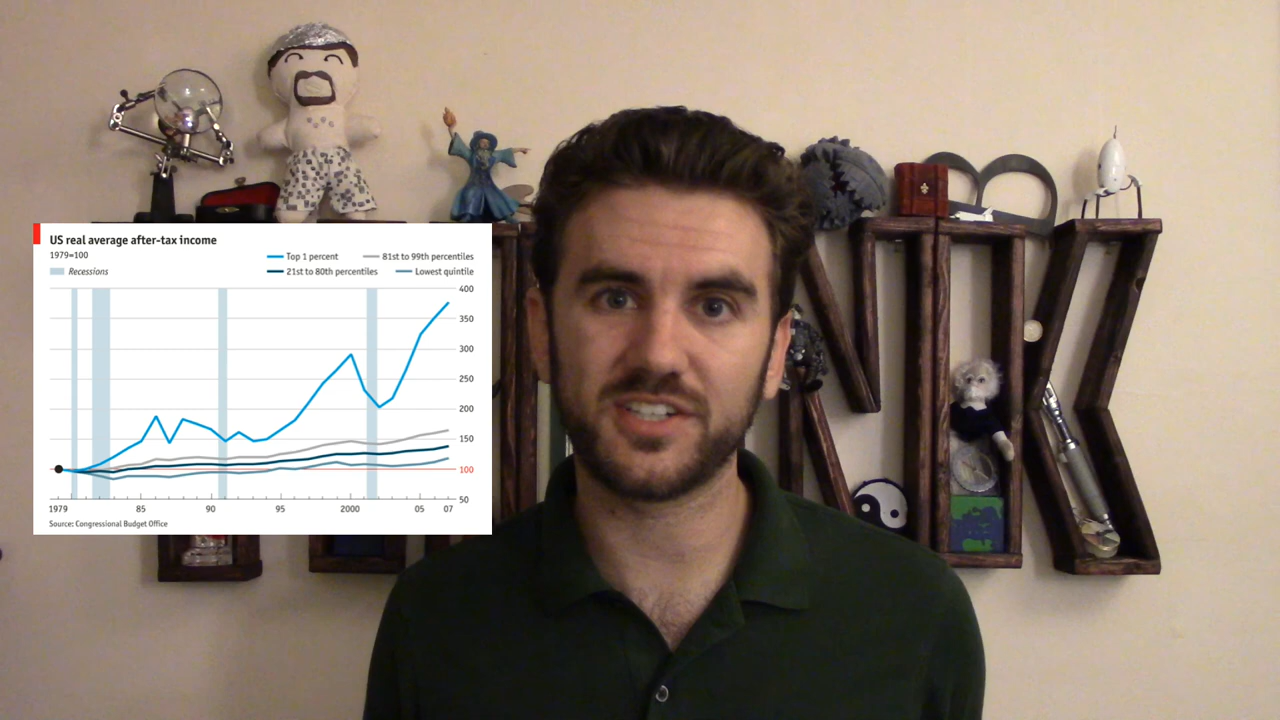 US real average after-tax income
1979=100
Top 1 percent
81st to 99th percentiles
Recessions
21st to 80th percentiles
Lowest quintile
400
350
300
250
200
150
100
50
1979
85
90
95
2000
05
07
Source: Congressional Budget Office